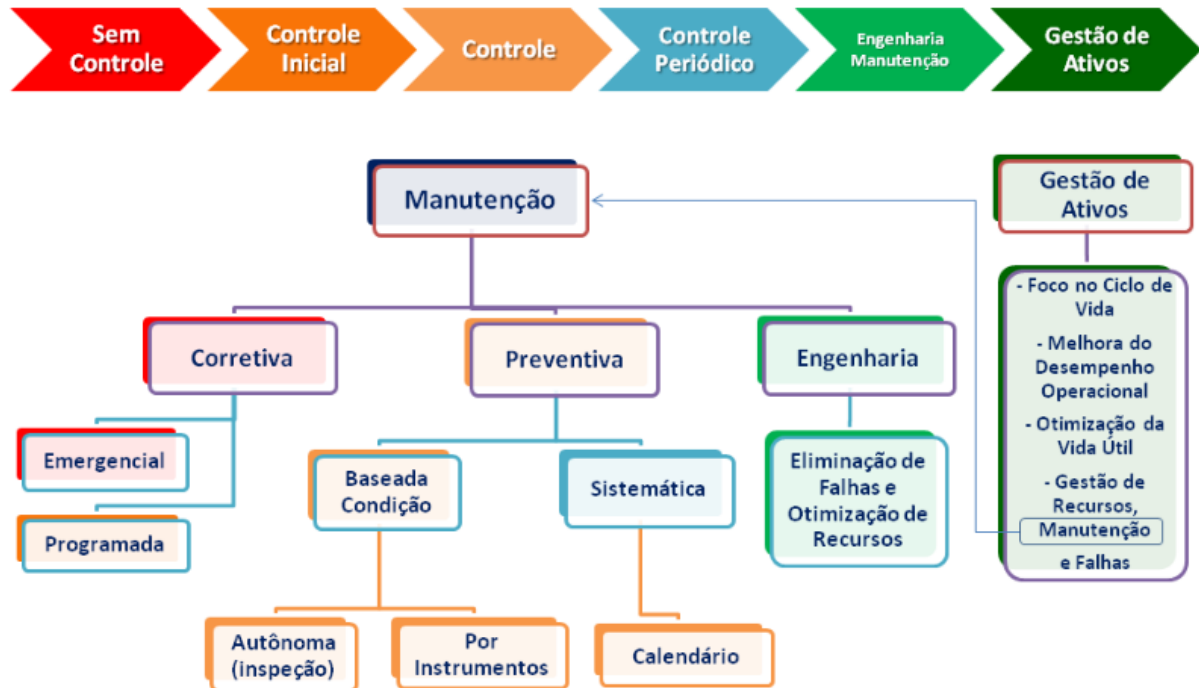 Sem
Controle
Controle
Inicial
Controle
Controle
Periódico
Engenharia
Manutenção
Gestão de
Ativos
Manutenção
Gestão de
Ativos
- Foco no Ciclo de
Vida
- Melhora do
Desempenho
Operacional
- Otimização da
Vida Útil
- Gestão de
Recursos,
Manutenção
e Falhas
Corretiva
Preventiva
Engenharia
Emergencial
Programada
Baseada
Condição
Sistemática
Eliminação de
Falhas e
Otimização de
Recursos
Autônoma
(inspeção)
Por
Instrumentos
Calendário